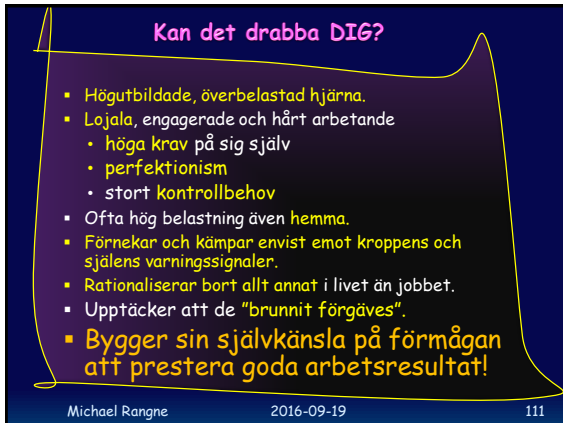 Kan det drabba DIG?
▪ Högutbildade, överbelastad hjärna.
▪ Lojala, engagerade och hårt arbetande
• höga krav på sig själv
• perfektionism
• stort kontrollbehov
▪ Ofta hög belastning även hemma.
▪ Förnekar och kämpar envist emot kroppens och
själens varningssignaler.
▪ Rationaliserar bort allt annat i livet än jobbet.
▪ Upptäcker att de ”brunnit förgäves”.
▪ Bygger sin självkänsla på förmågan
att prestera goda arbetsresultat!
Michael Rangne 2016-09-19 111